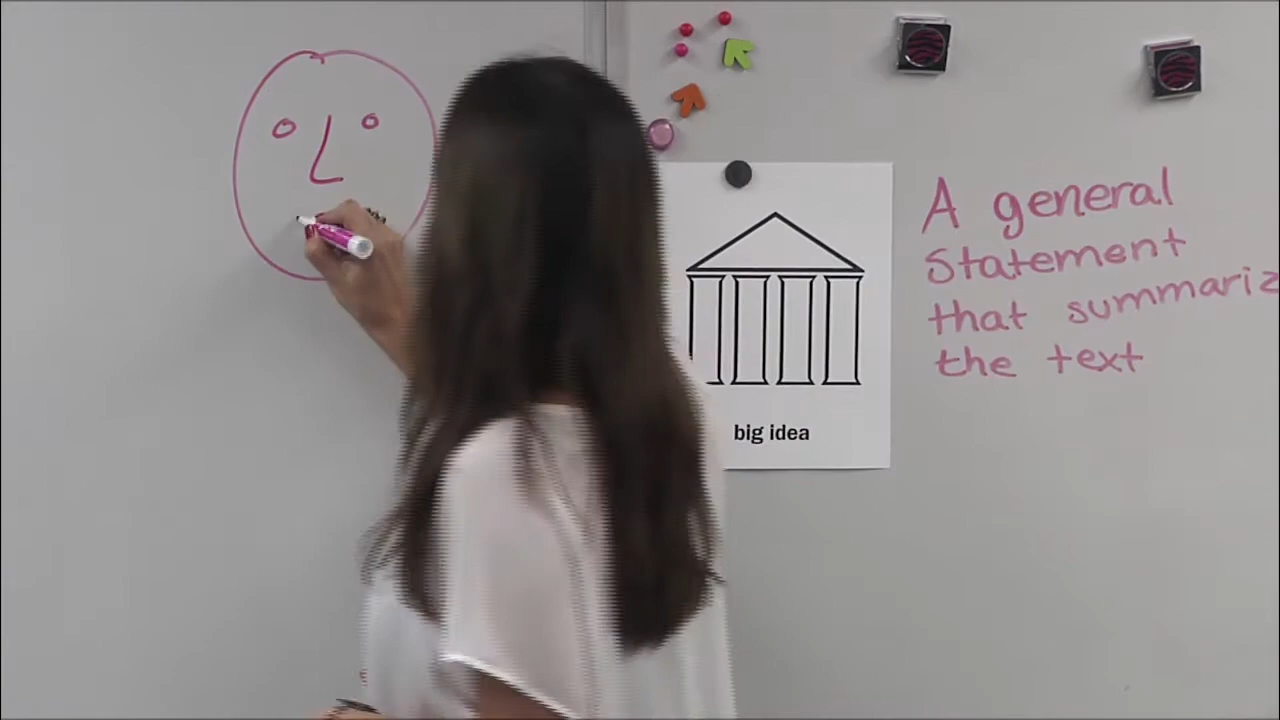 big idea
A general
Statement
that summariz
the text